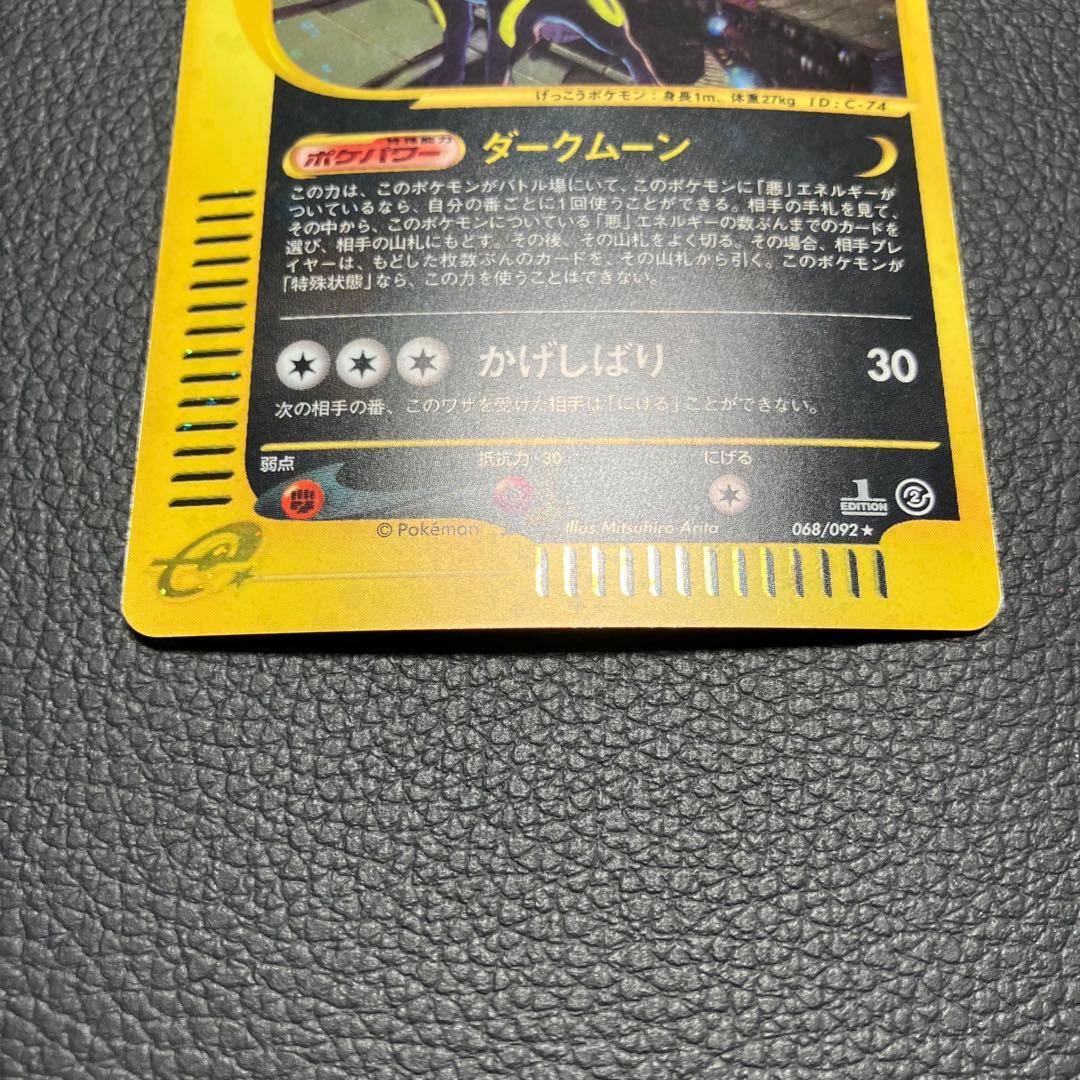 げっこうポケモン：身長1m、体重27kg ID：C-74
特殊能力
ポケパワー ダークムーン
この力は、このポケモンがバトル場にいて、このポケモンに「悪」エネルギーが
ついているなら、自分の番ごとに1回使うことができる。相手の手札を見て、
その中から、このポケモンについている「悪」エネルギーの数ぶんまでのカードを
選び、相手の山札にもどす。その後、その山札をよく切る。その場合、相手プレ
イヤーは、もどした枚数ぶんのカードを、その山札から引く。このポケモンが
「特殊状態」なら、この力を使うことはできない。
かげしばり 30
次の相手の番、このワザを受けた相手は「にげる」ことができない。
弱点 抵抗力 -30 にげる
1 EDITION
© Pokémon Illus. Mitsuhiro Arita 068/092★
e